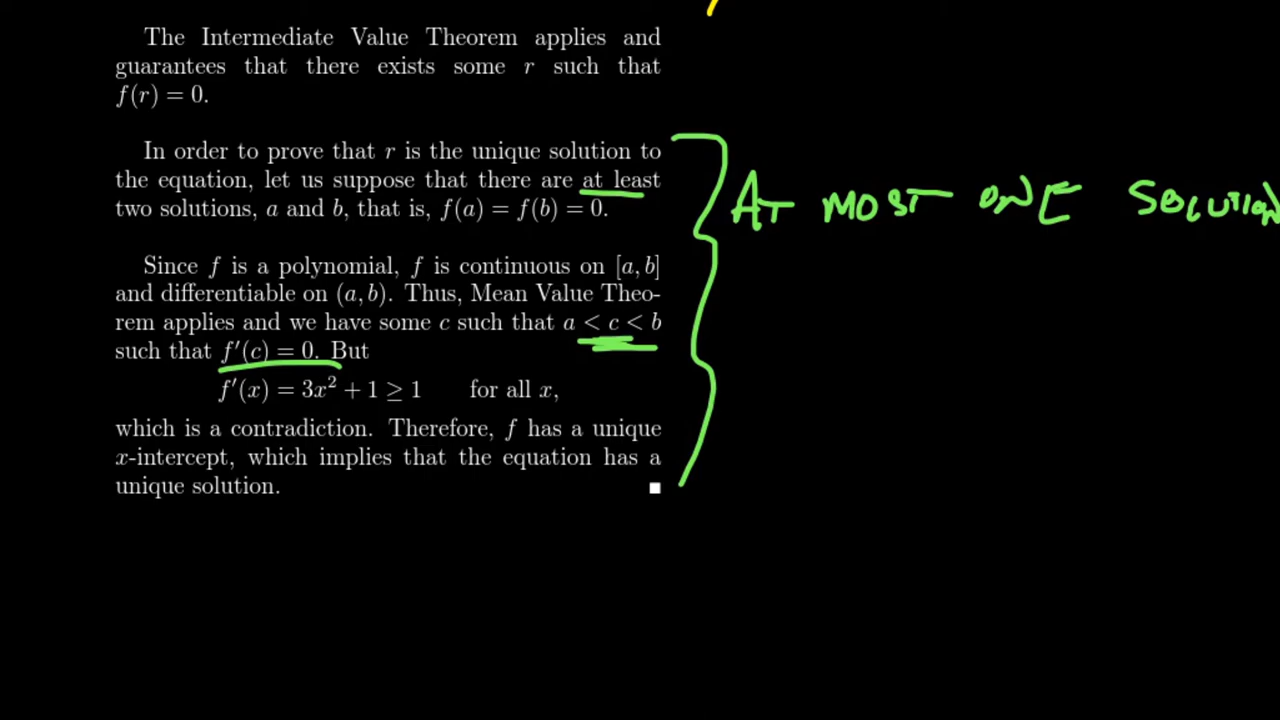 The Intermediate Value Theorem applies and
guarantees that there exists some r such that
f(r) = 0.
In order to prove that r is the unique solution to
the equation, let us suppose that there are at least
two solutions, a and b, that is, f(a) = f(b) = 0.
AT MOST ONE SOLUTION
Since f is a polynomial, f is continuous on [a, b]
and differentiable on (a, b). Thus, Mean Value Theo-
rem applies and we have some c such that a < c < b
such that f′(c) = 0. But
f′(x) = 3x² + 1 ≥ 1 for all x,
which is a contradiction. Therefore, f has a unique
x-intercept, which implies that the equation has a
unique solution.